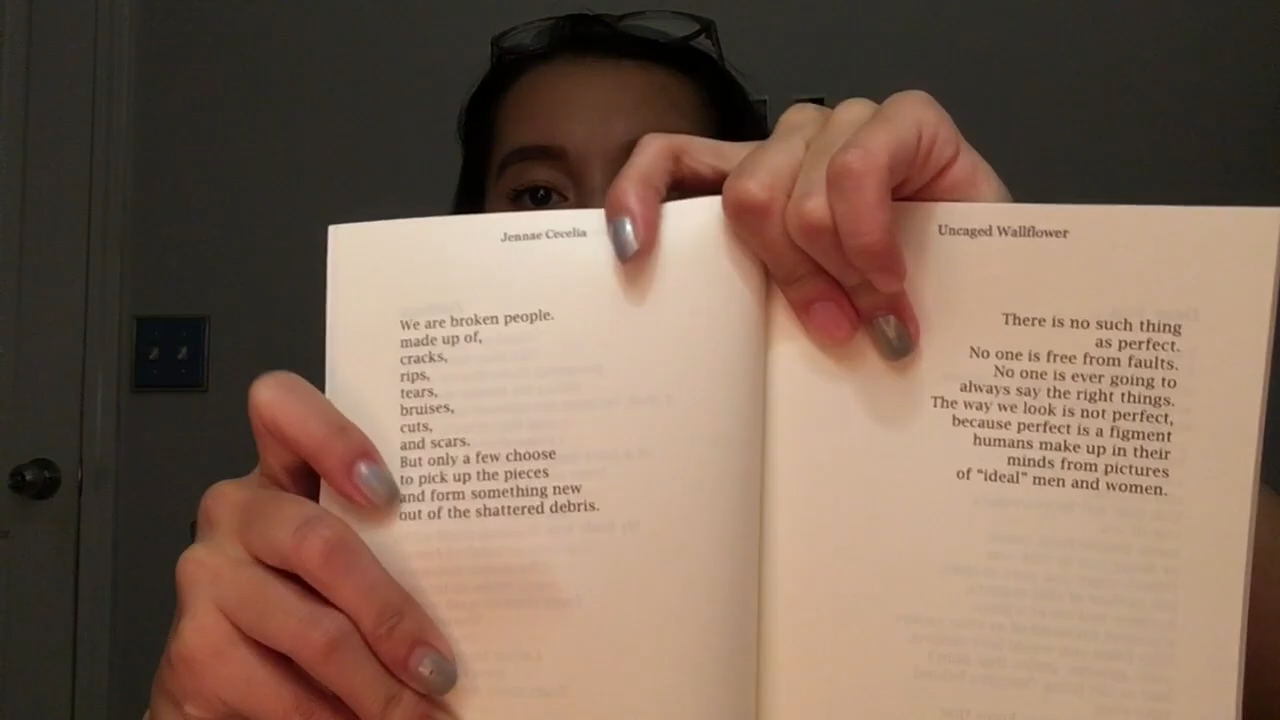 Jennae Cecelia
We are broken people.
made up of,
cracks,
rips,
tears,
bruises,
cuts,
and scars.
But only a few choose
to pick up the pieces
and form something new
out of the shattered debris.
Uncaged Wallflower
There is no such thing
as perfect.
No one is free from faults.
No one is ever going to
always say the right things.
The way we look is not perfect,
because perfect is a figment
humans make up in their
minds from pictures
of “ideal” men and women.